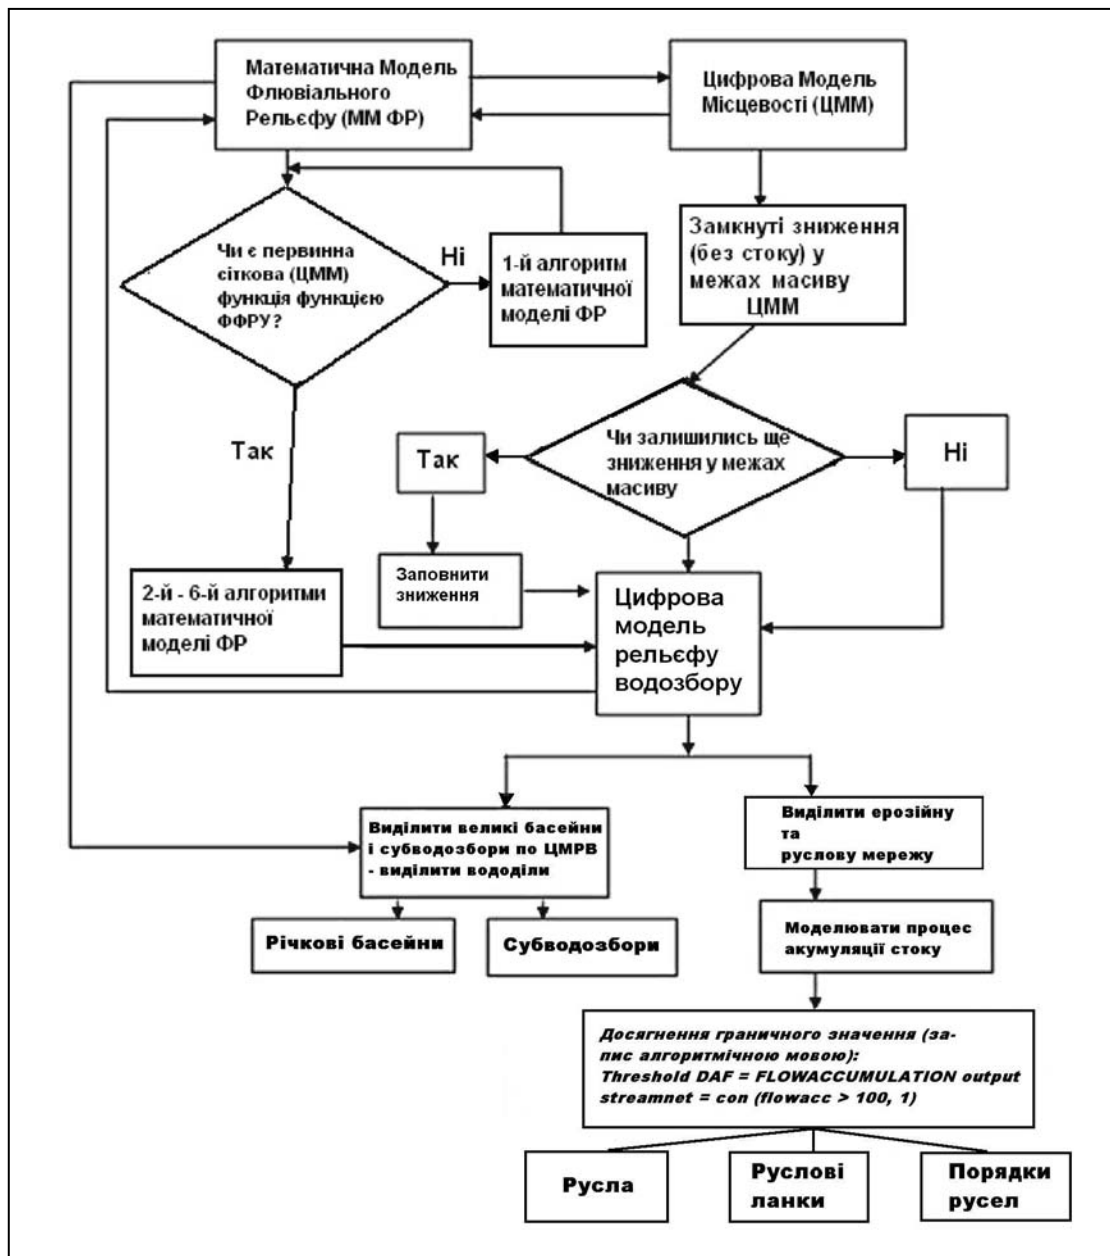 Математична Модель
Флювіального
Рельєфу (ММ ФР)
Цифрова Модель
Місцевості (ЦММ)
Чи є первинна
сіткова (ЦММ)
функція функцією
ФФРУ?
Ні
1-й алгоритм
математичної
моделі ФР
Замкнуті зниження
(без стоку) у
межах масиву
ЦММ
Так
Чи залишились ще
зниження у межах
масиву
Так
Ні
Заповнити
зниження
2-й - 6-й алгоритми
математичної
моделі ФР
Цифрова
модель
рельєфу
водозбору
Виділити великі басейни
і субводозбори по ЦМРВ
- виділити вододіли
Виділити ерозійну
та
руслову мережу
Річкові басейни
Субводозбори
Моделювати процес
акумуляції стоку
Досягнення граничного значення (за-
пис алгоритмічною мовою):
Threshold DAF = FLOWACCUMULATION output
streamnet = con (flowacc > 100, 1)
Русла
Руслові
ланки
Порядки
русел